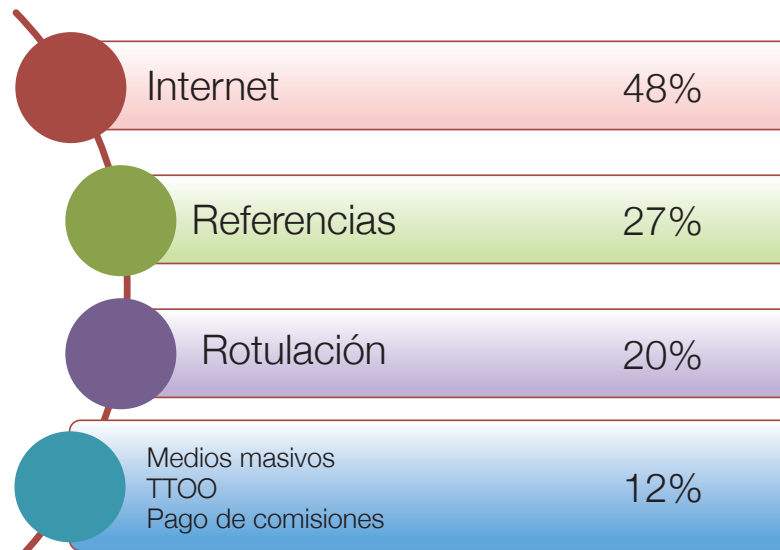 Internet 48%
Referencias 27%
Rotulación 20%
Medios masivos
TTOO
Pago de comisiones
12%